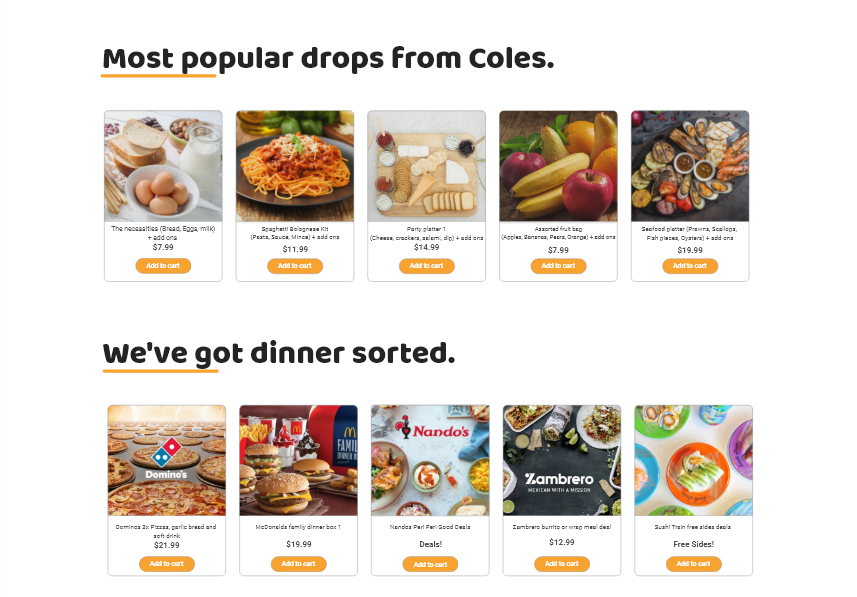 Most popular drops from Coles.
The necessities (Bread, Eggs, milk)
+ add ons
$7.99
Add to cart
Spaghetti Bolognese Kit
(Pasta, Sauce, Mince) + add ons
$11.99
Add to cart
Party platter 1
(Cheese, crackers, salami, dip) + add ons
$14.99
Add to cart
Assorted fruit bag
(Apples, Bananas, Pears, Orange) + add ons
$7.99
Add to cart
Seafood platter (Prawns, Scallops,
Fish pieces, Oysters) + add ons
$19.99
Add to cart
We've got dinner sorted.
Domino's
Dominos 2x Pizzas, garlic bread and
soft drink
$21.99
Add to cart
FAMILY
DINNER BOX
McDonalds family dinner box 1
$19.99
Add to cart
Nando's
Nandos Peri Peri Good Deals
Deals!
Add to cart
Zambrero
MEXICAN WITH A MISSION
Zambrero burrito or wrap meal deal
$12.99
Add to cart
Sushi Train free sides deals
Free Sides!
Add to cart